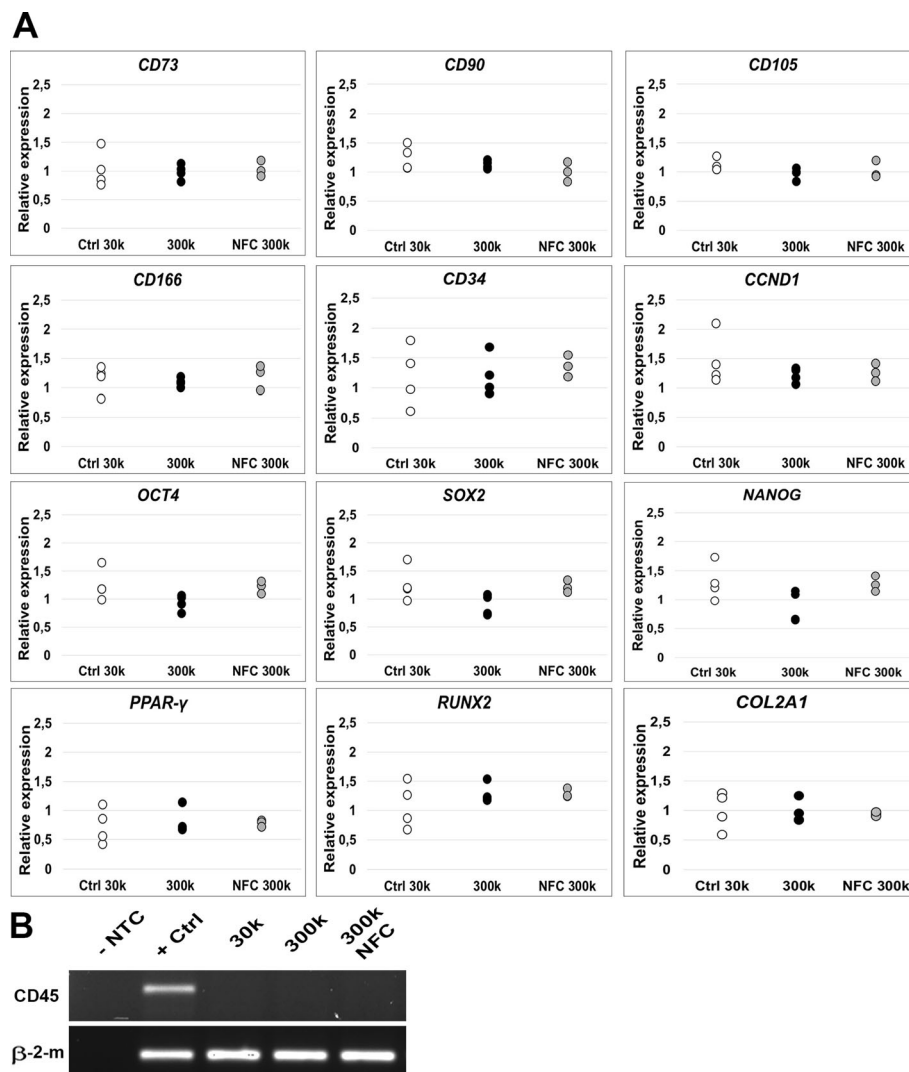 A
CD73
Relative expression
2,5
2
1,5
1
0,5
0
Ctrl 30k 300k NFC 300k
CD90
Relative expression
2,5
2
1,5
1
0,5
0
Ctrl 30k 300k NFC 300k
CD105
Relative expression
2,5
2
1,5
1
0,5
0
Ctrl 30k 300k NFC 300k
CD166
Relative expression
2,5
2
1,5
1
0,5
0
Ctrl 30k 300k NFC 300k
CD34
Relative expression
2,5
2
1,5
1
0,5
0
Ctrl 30k 300k NFC 300k
CCND1
Relative expression
2,5
2
1,5
1
0,5
0
Ctrl 30k 300k NFC 300k
OCT4
Relative expression
2,5
2
1,5
1
0,5
0
Ctrl 30k 300k NFC 300k
SOX2
Relative expression
2,5
2
1,5
1
0,5
0
Ctrl 30k 300k NFC 300k
NANOG
Relative expression
2,5
2
1,5
1
0,5
0
Ctrl 30k 300k NFC 300k
PPAR-γ
Relative expression
2,5
2
1,5
1
0,5
0
Ctrl 30k 300k NFC 300k
RUNX2
Relative expression
2,5
2
1,5
1
0,5
0
Ctrl 30k 300k NFC 300k
COL2A1
Relative expression
2,5
2
1,5
1
0,5
0
Ctrl 30k 300k NFC 300k
B
- NTC
+ Ctrl
30k
300k
300k
NFC
CD45
β-2-m